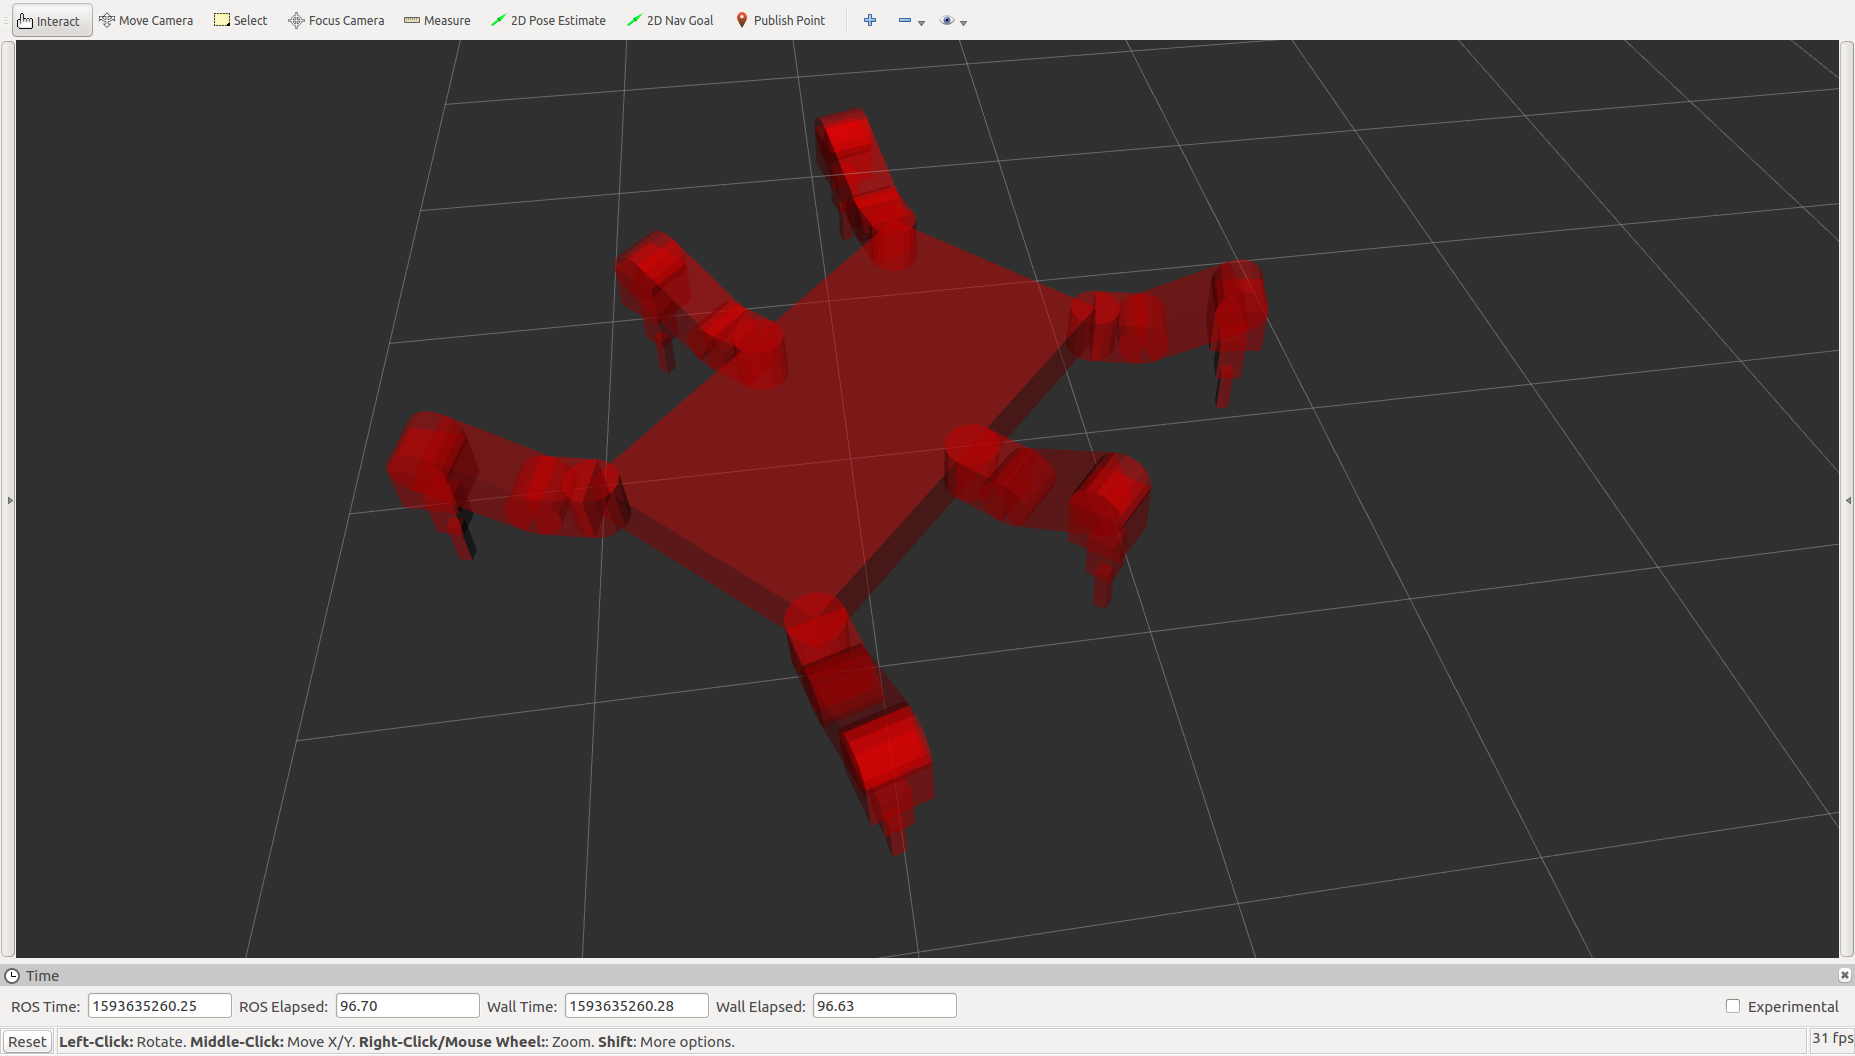 Interact Move Camera Select Focus Camera Measure 2D Pose Estimate 2D Nav Goal Publish Point
Time
ROS Time: 1593635260.25 ROS Elapsed: 96.70 Wall Time: 1593635260.28 Wall Elapsed: 96.63 Experimental
Reset Left-Click: Rotate. Middle-Click: Move X/Y. Right-Click/Mouse Wheel:: Zoom. Shift: More options. 31 fps